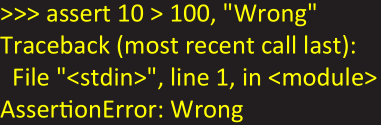 >>> assert 10 > 100, "Wrong"
Traceback (most recent call last):
  File "<stdin>", line 1, in <module>
AssertionError: Wrong